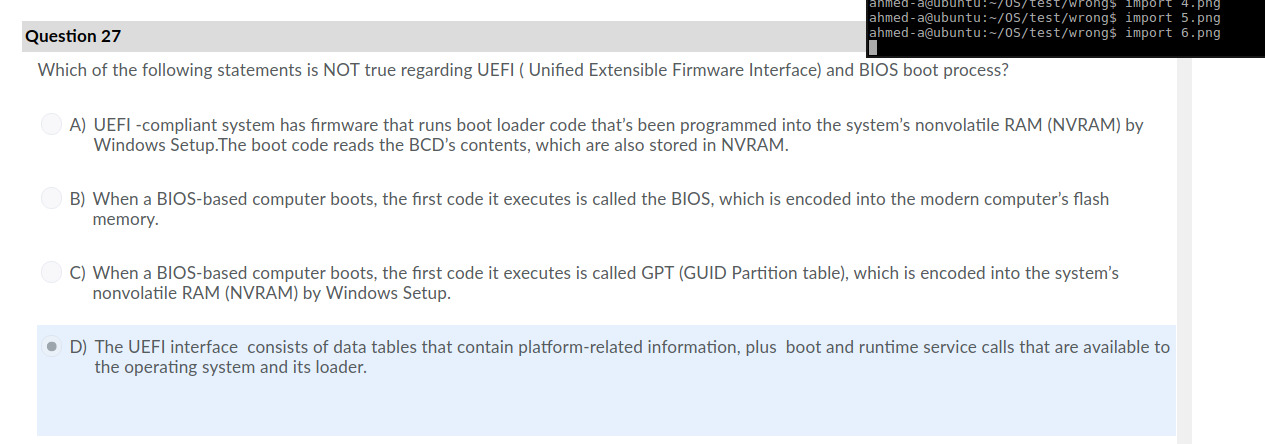 ahmed-a@ubuntu:~/OS/test/wrong$ import 4.png
ahmed-a@ubuntu:~/OS/test/wrong$ import 5.png
ahmed-a@ubuntu:~/OS/test/wrong$ import 6.png
Question 27
Which of the following statements is NOT true regarding UEFI ( Unified Extensible Firmware Interface) and BIOS boot process?
A) UEFI -compliant system has firmware that runs boot loader code that’s been programmed into the system’s nonvolatile RAM (NVRAM) by
Windows Setup.The boot code reads the BCD’s contents, which are also stored in NVRAM.
B) When a BIOS-based computer boots, the first code it executes is called the BIOS, which is encoded into the modern computer’s flash
memory.
C) When a BIOS-based computer boots, the first code it executes is called GPT (GUID Partition table), which is encoded into the system’s
nonvolatile RAM (NVRAM) by Windows Setup.
D) The UEFI interface consists of data tables that contain platform-related information, plus boot and runtime service calls that are available to
the operating system and its loader.